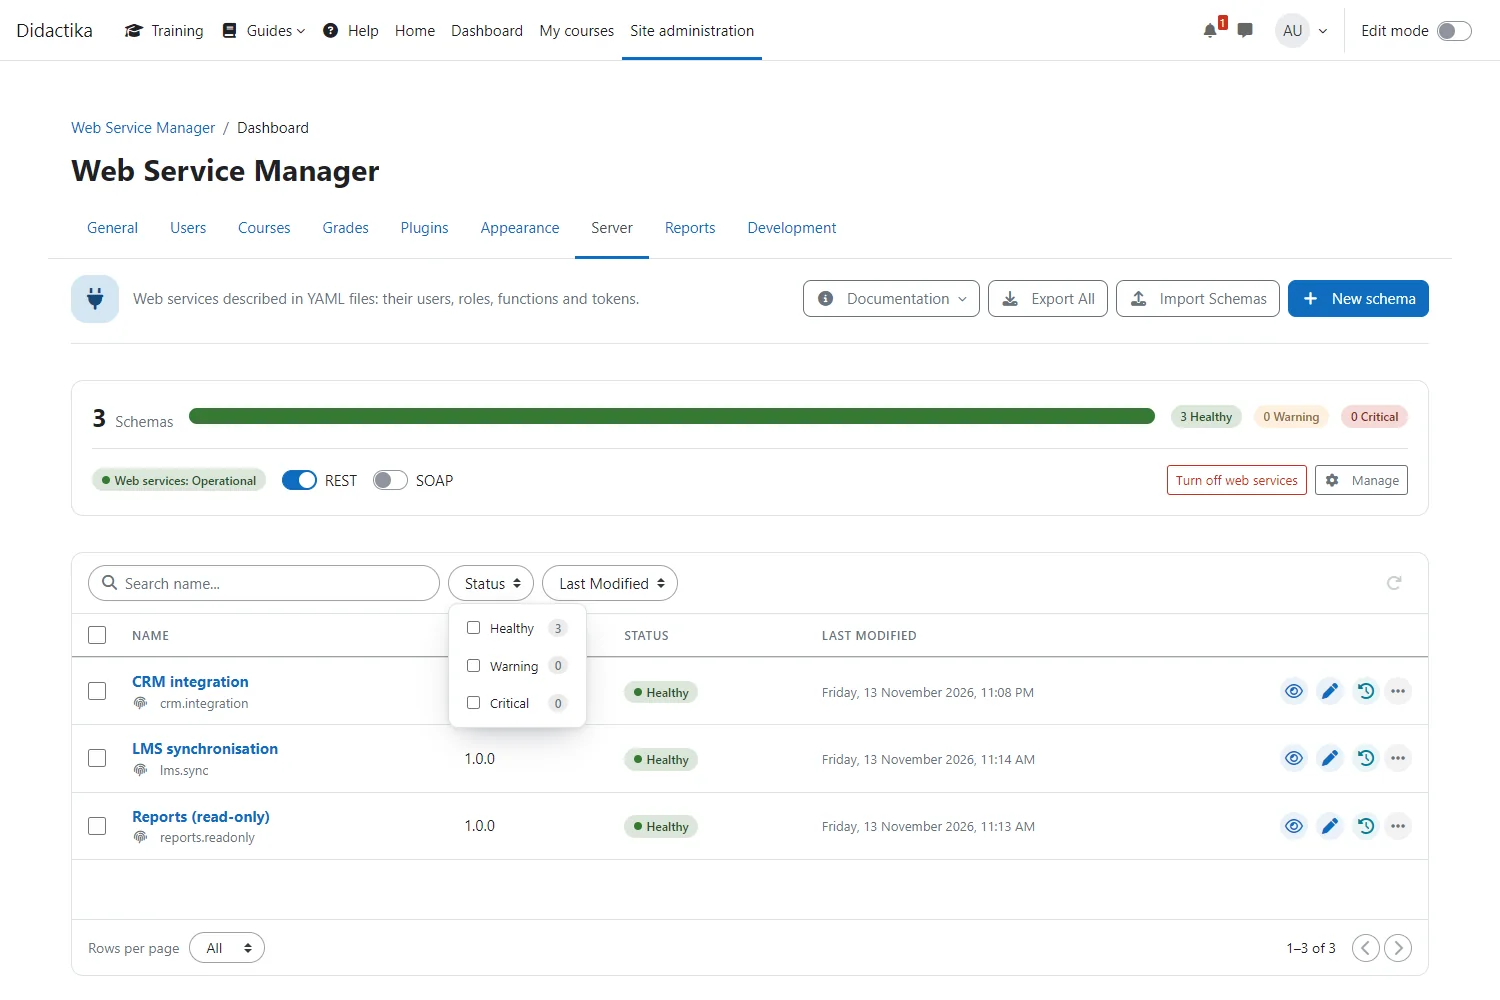 Didactika
Training
Guides
Help
Home
Dashboard
My courses
Site administration
1
AU
Edit mode
Web Service Manager / Dashboard
Web Service Manager
General
Users
Courses
Grades
Plugins
Appearance
Server
Reports
Development
Web services described in YAML files: their users, roles, functions and tokens.
Documentation
Export All
Import Schemas
New schema
3 Schemas
3 Healthy
0 Warning
0 Critical
Web services: Operational
REST
SOAP
Turn off web services
Manage
Search name...
Status
Last Modified
Healthy 3
Warning 0
Critical 0
NAME
STATUS
LAST MODIFIED
CRM integration
crm.integration
Healthy
Friday, 13 November 2026, 11:08 PM
LMS synchronisation
lms.sync
1.0.0
Healthy
Friday, 13 November 2026, 11:14 AM
Reports (read-only)
reports.readonly
1.0.0
Healthy
Friday, 13 November 2026, 11:13 AM
Rows per page
All
1–3 of 3